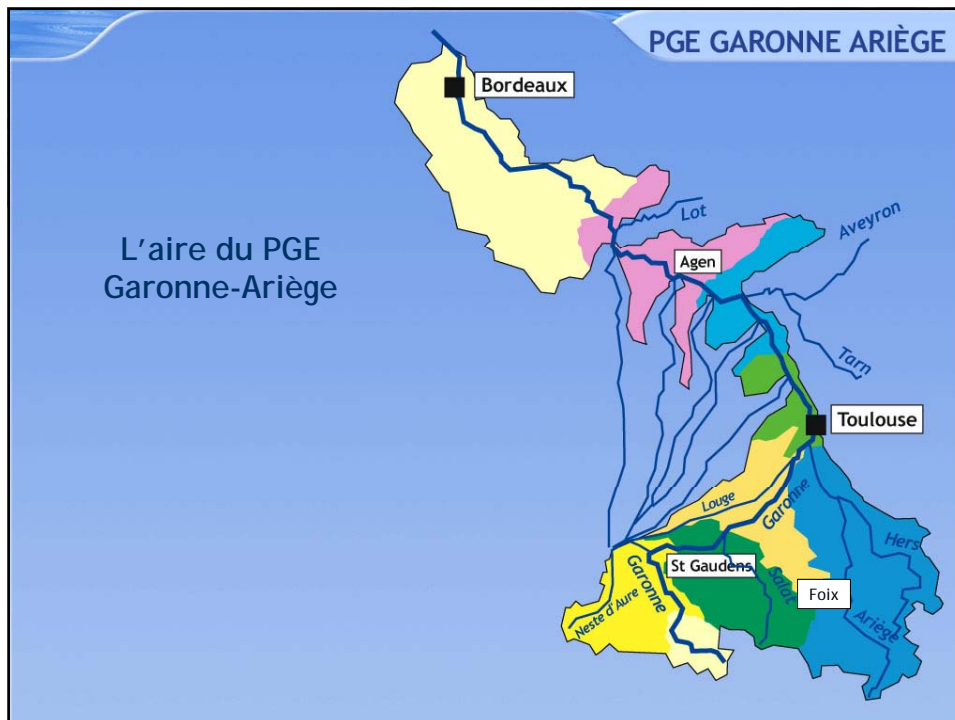 PGE GARONNE ARIÈGE
Bordeaux
Lot
Aveyron
L'aire du PGE
Garonne-Ariège
Agen
Tarn
Toulouse
Louge
Garonne
Hers
St Gaudens
Garonne
Salat
Foix
Neste d'Aure
Ariège